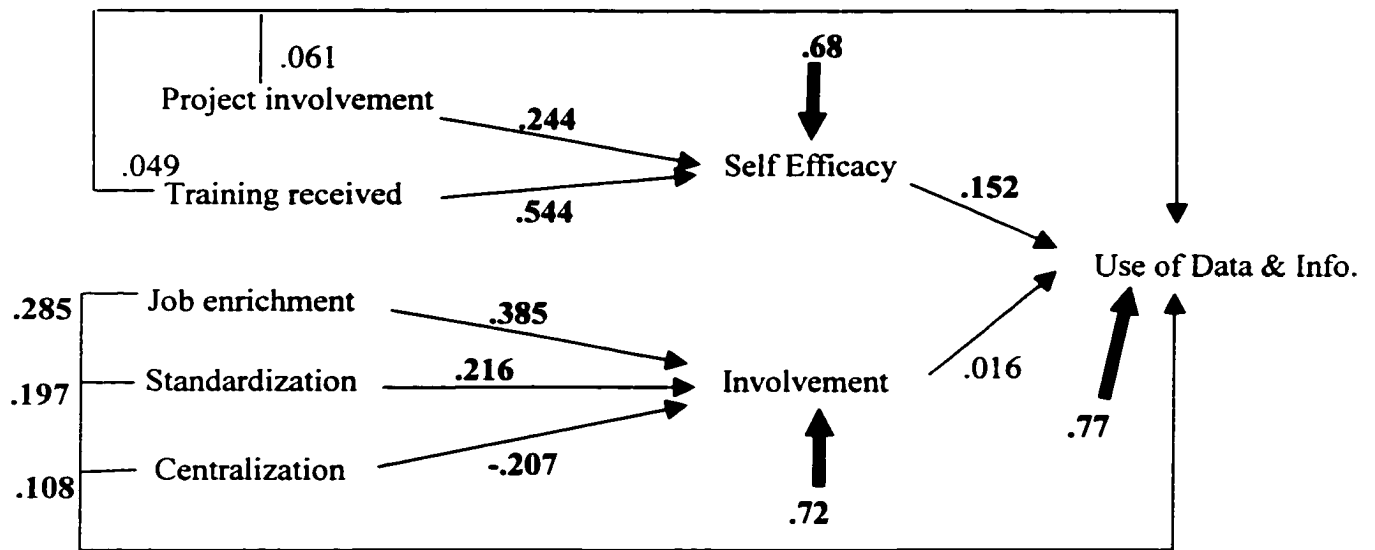 .68
.061
Project involvement
.244
.049
Self Efficacy
Training received
.152
.544
Use of Data & Info.
Job enrichment
.285
.385
Standardization
.216
Involvement
.016
.197
.77
Centralization
-.207
.108
.72